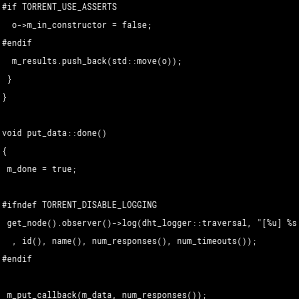 #if TORRENT_USE_ASSERTS
o->m_in_constructor = false;
#endif
m_results.push_back(std::move(o));
}
}
void put_data::done()
{
m_done = true;
#ifndef TORRENT_DISABLE_LOGGING
get_node().observer()->log(dht_logger::traversal, "[%u] %s
, id(), name(), num_responses(), num_timeouts());
#endif
m_put_callback(m_data, num_responses());